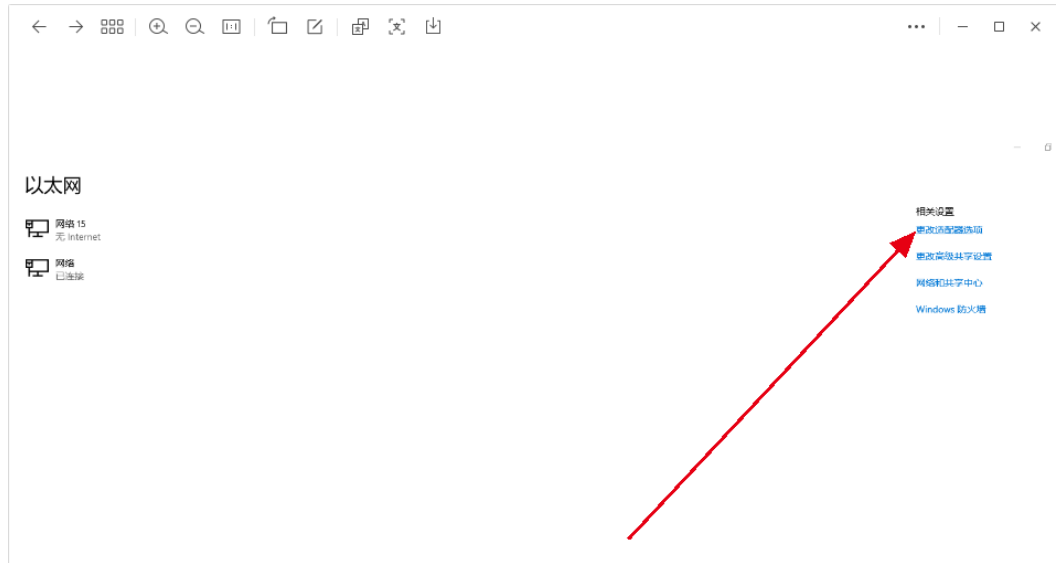 以太网
网络 15
无 Internet
网络
已连接
相关设置
更改适配器选项
更改高级共享设置
网络和共享中心
Windows 防火墙